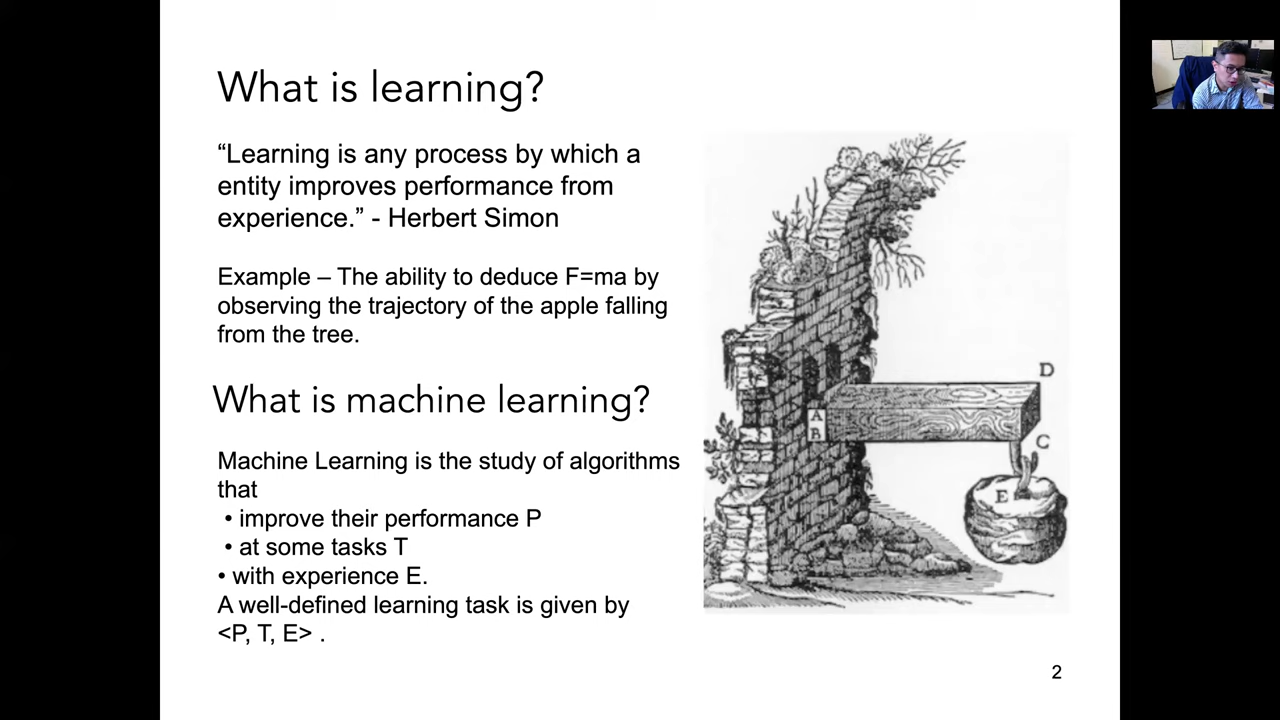 What is learning?
“Learning is any process by which a
entity improves performance from
experience.” - Herbert Simon
Example – The ability to deduce F=ma by
observing the trajectory of the apple falling
from the tree.
What is machine learning?
Machine Learning is the study of algorithms
that
• improve their performance P
• at some tasks T
• with experience E.
A well-defined learning task is given by
<P, T, E> .
D
A
B
C
E
2